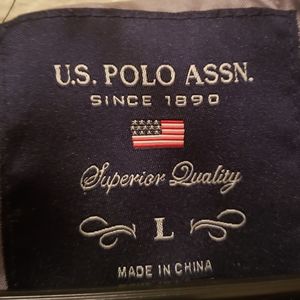 U.S. POLO ASSN.
SINCE 1890
Superior Quality
L
MADE IN CHINA